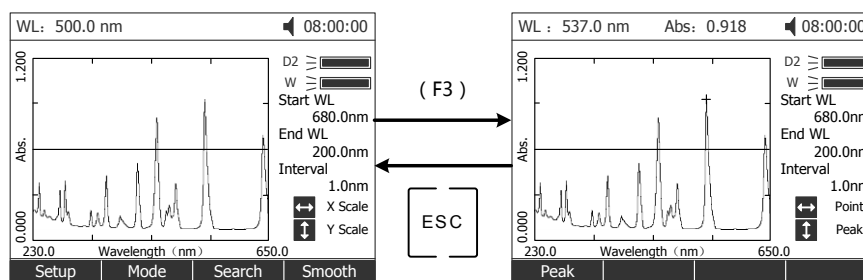 WL：500.0 nm
08:00:00
1.200
Abs.
0.000
230.0
Wavelength（nm）
650.0
D2
W
Start WL
680.0nm
End WL
200.0nm
Interval
1.0nm
X Scale
Y Scale
Setup
Mode
Search
Smooth
（F3）
ESC
WL：537.0 nm
Abs：0.918
08:00:00
1.200
Abs.
0.000
230.0
Wavelength（nm）
650.0
D2
W
Start WL
680.0nm
End WL
200.0nm
Interval
1.0nm
Point
Peak
Peak